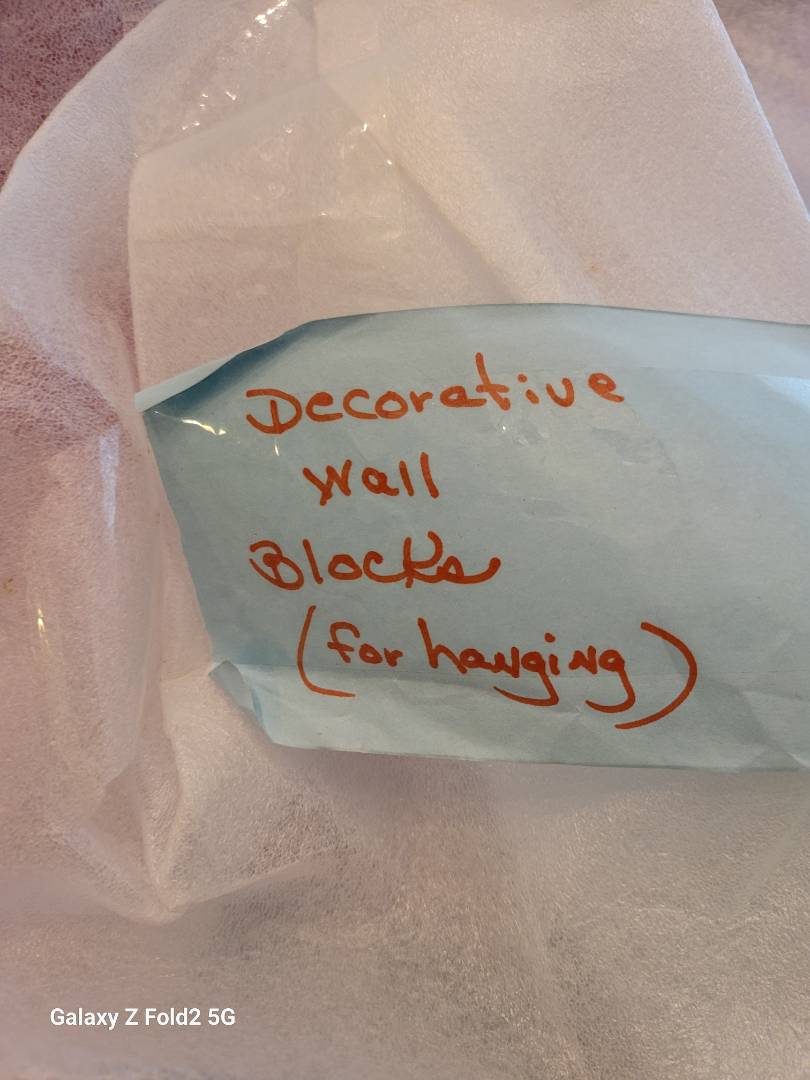 Decorative
Wall
Blocks
(for hanging)
Galaxy Z Fold2 5G